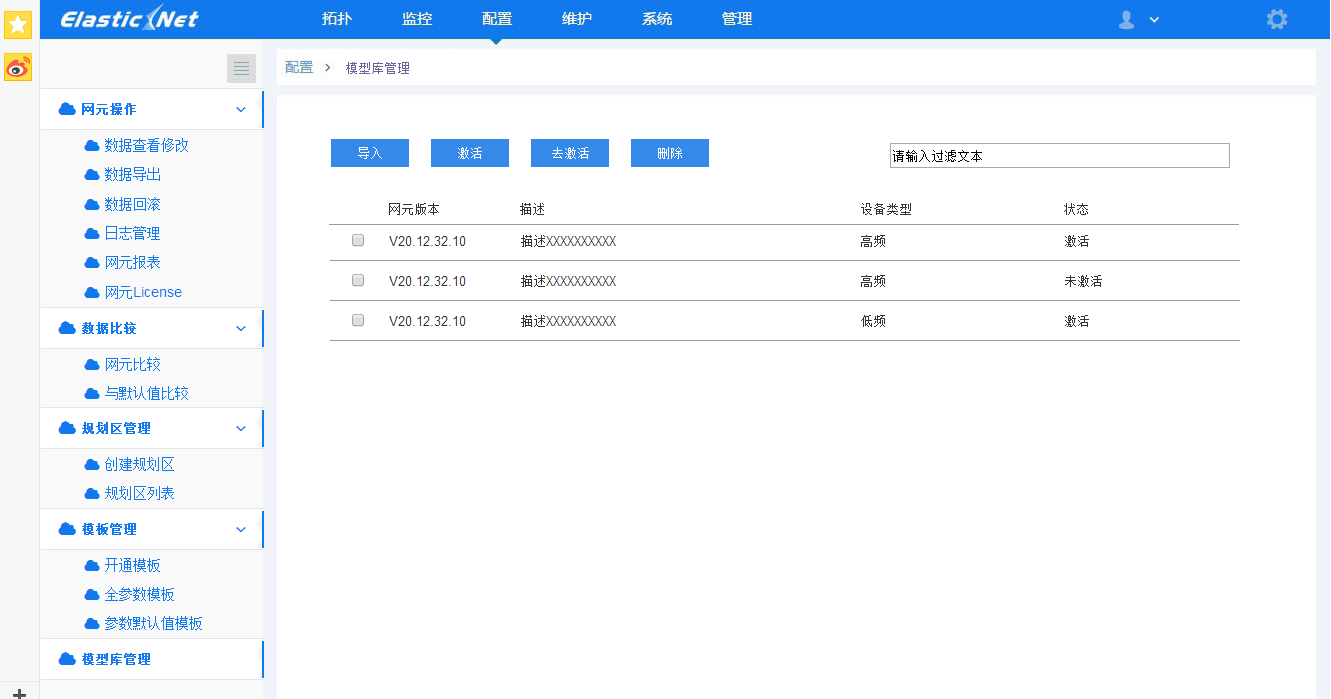 Elastic Net
拓扑 监控 配置 维护 系统 管理
配置 > 模型库管理
网元操作
数据查看修改
数据导出
数据回滚
日志管理
网元报表
网元License
数据比较
网元比较
与默认值比较
规划区管理
创建规划区
规划区列表
模板管理
开通模板
全参数模板
参数默认值模板
模型库管理
导入 激活 去激活 删除 请输入过滤文本
网元版本 描述 设备类型 状态
V20.12.32.10 描述XXXXXXXXXX 高频 激活
V20.12.32.10 描述XXXXXXXXXX 高频 未激活
V20.12.32.10 描述XXXXXXXXXX 低频 激活